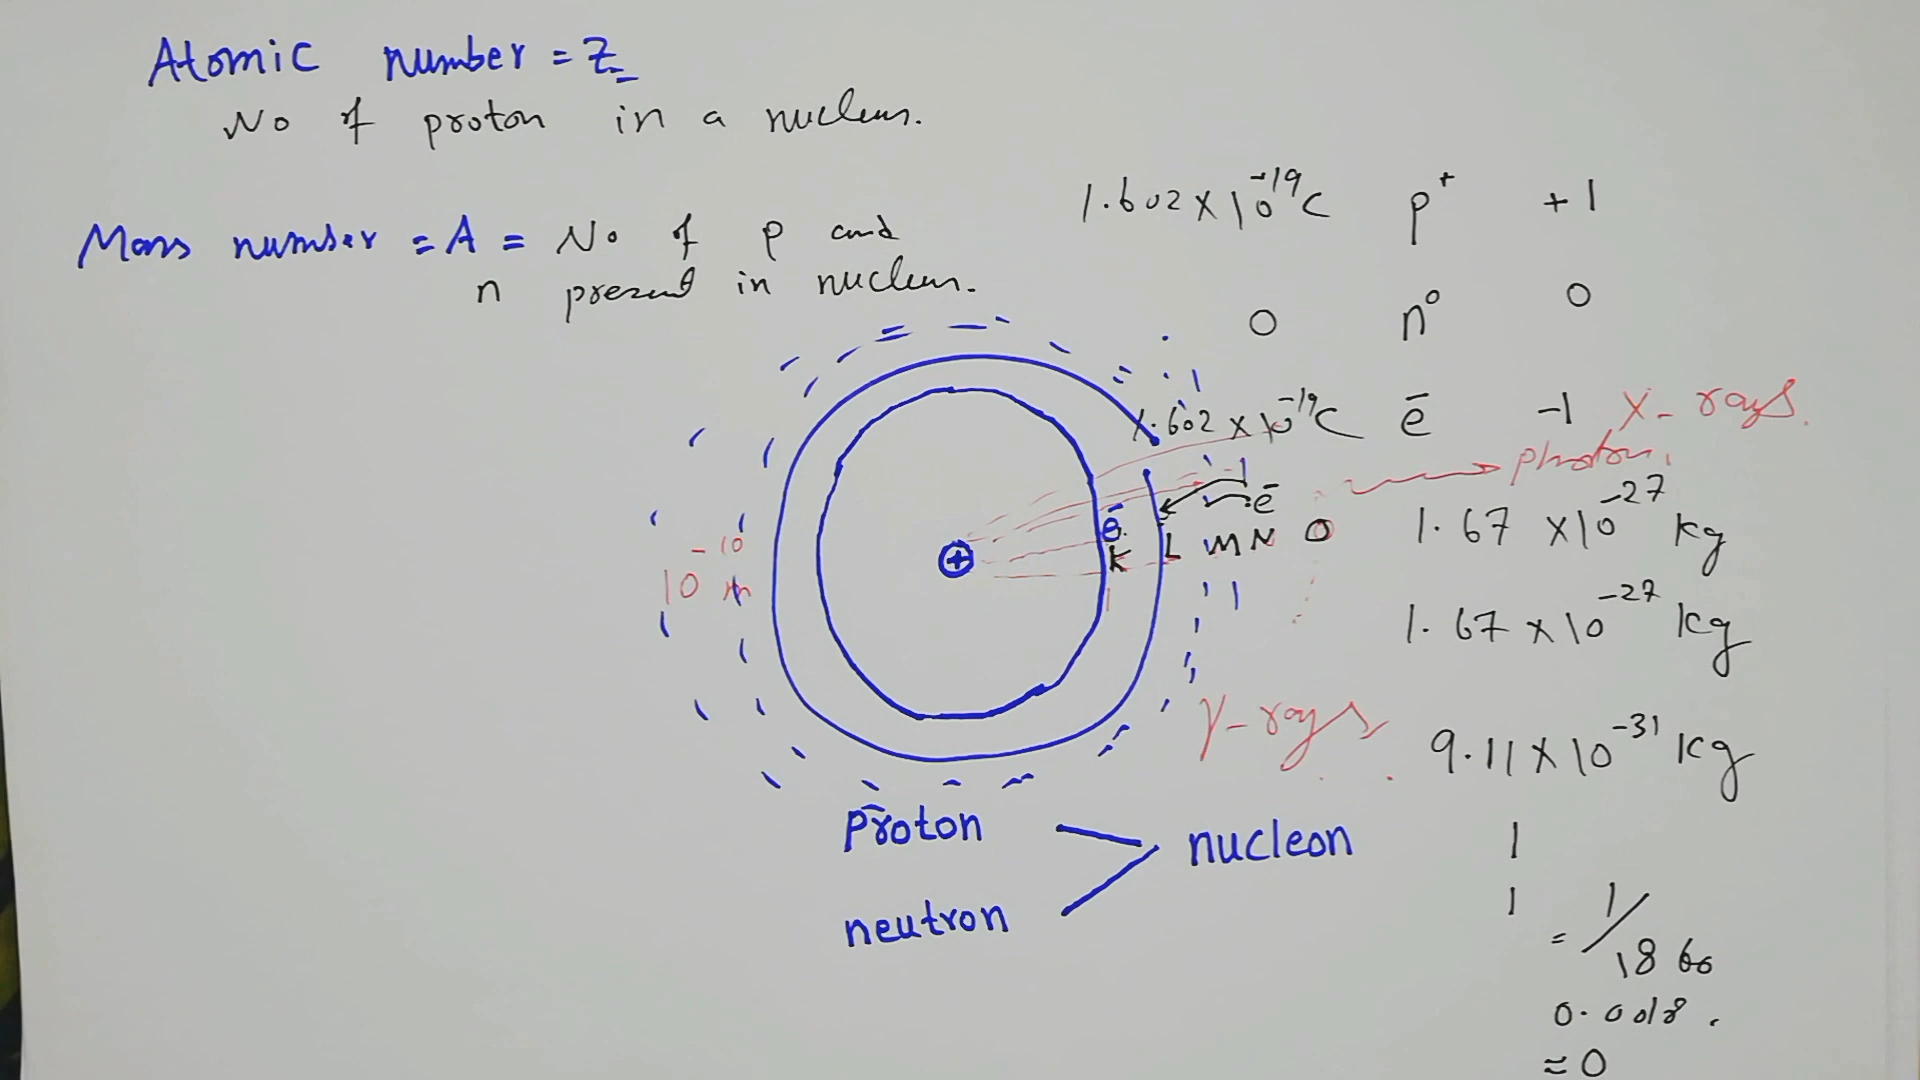 Atomic number = Z
No of proton in a nucleus.
Mass number = A = No of p and
n present in nucleus.
1.602 X 10⁻¹⁹ C p⁺ +1
0 n⁰ 0
1.602 x 10⁻¹⁹ C e⁻ -1 X-rays.
photon.
e⁻ e⁻
K L M N O
10⁻¹⁰ m
1.67 X 10⁻²⁷ kg
1.67 x 10⁻²⁷ kg
γ-rays
9.11 X 10⁻³¹ kg
+
Proton
neutron
nucleon
1
1
= 1/1860
0.0018.
≈ 0